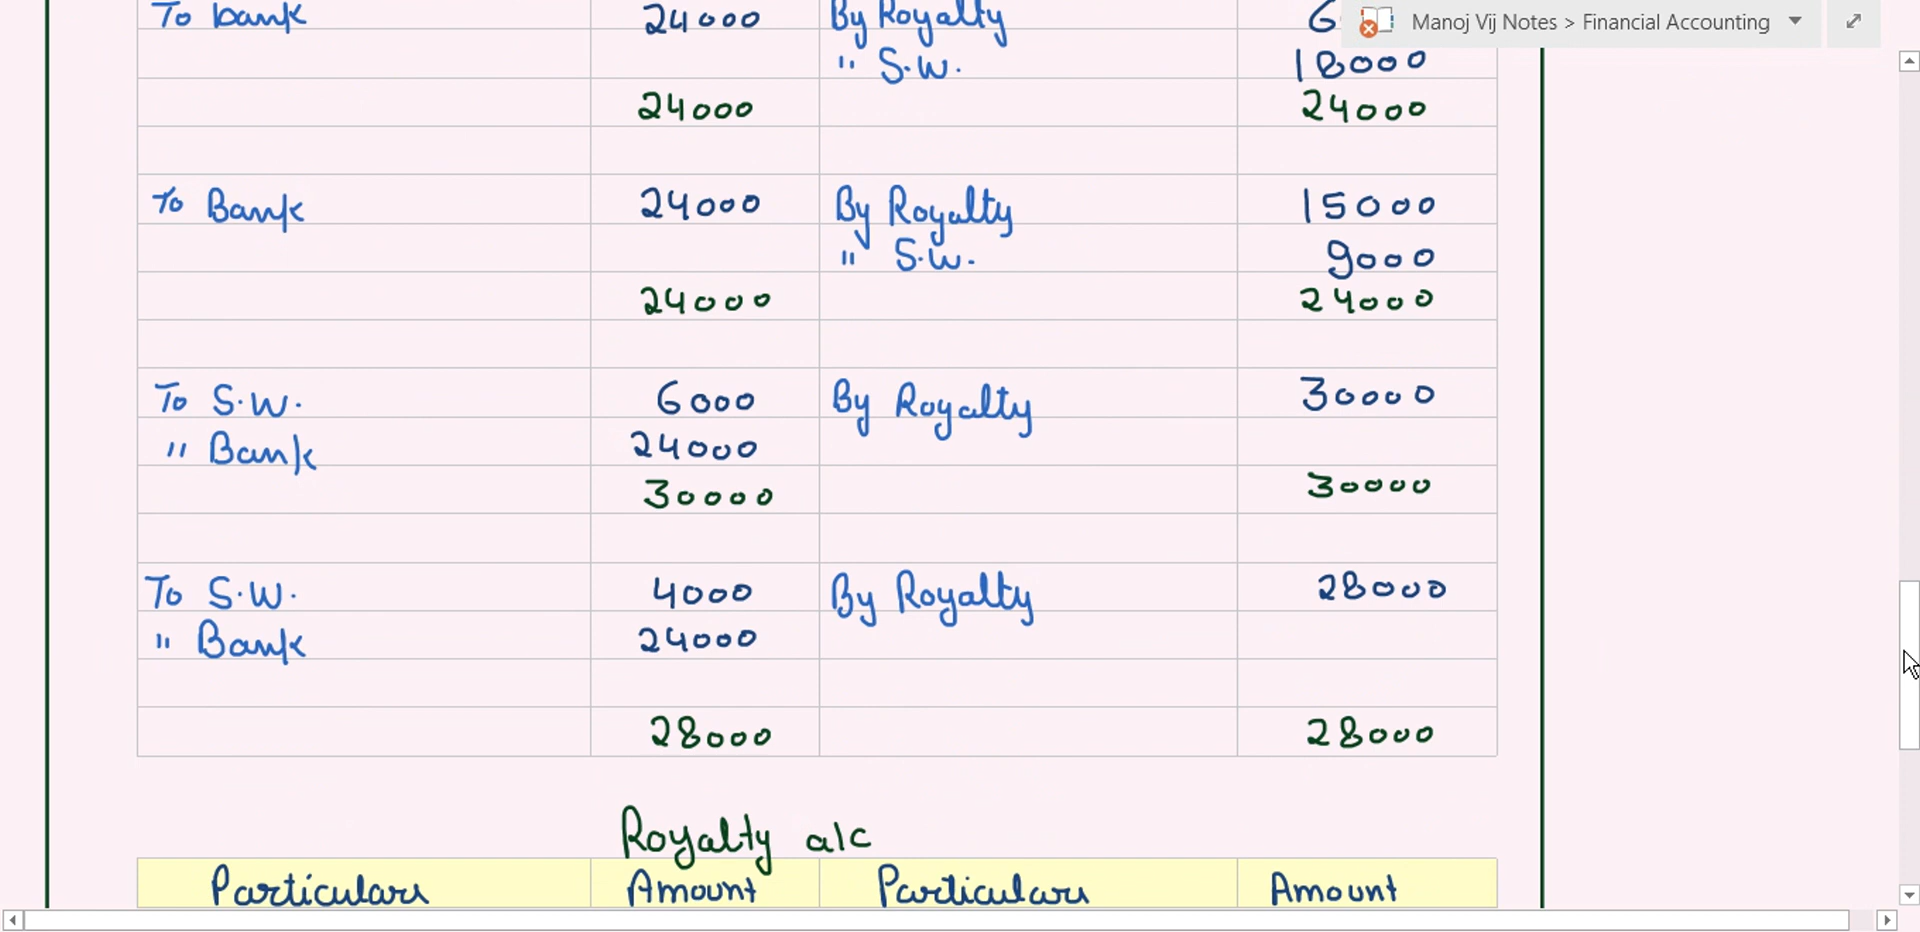 To bank 24000 By Royalty 6
" S.W. 18000
24000 24000
To Bank 24000 By Royalty 15000
" S.W. 9000
24000 24000
To S.W. 6000 By Royalty 30000
" Bank 24000
30000 30000
To S.W. 4000 By Royalty 28000
" Bank 24000
28000 28000
Royalty a/c
Particulars Amount Particulars Amount
Manoj Vij Notes > Financial Accounting